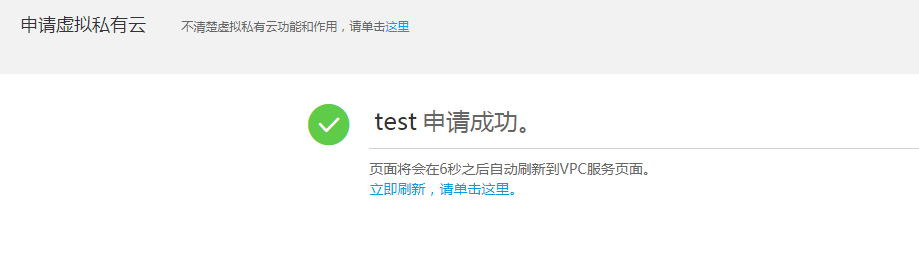 申请虚拟私有云
不清楚虚拟私有云功能和作用，请单击这里
test 申请成功。
页面将会在6秒之后自动刷新到VPC服务页面。
立即刷新，请单击这里。